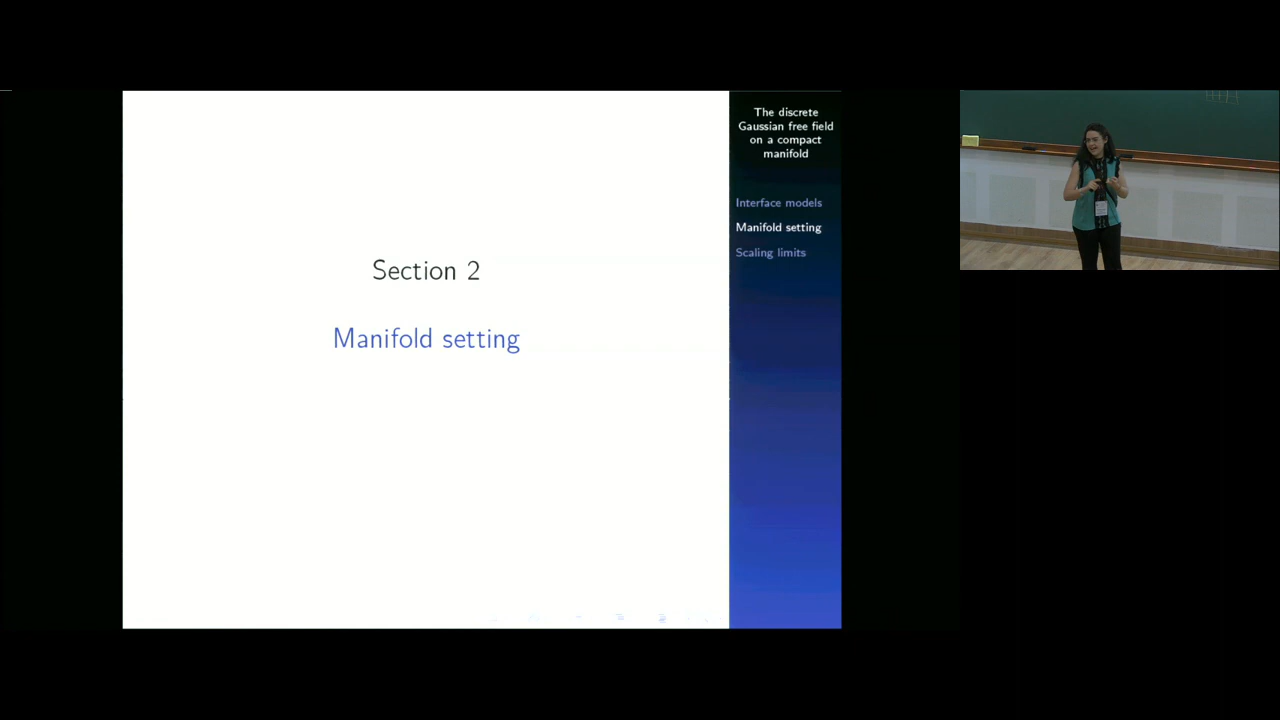 Section 2
Manifold setting
The discrete
Gaussian free field
on a compact
manifold
Interface models
Manifold setting
Scaling limits